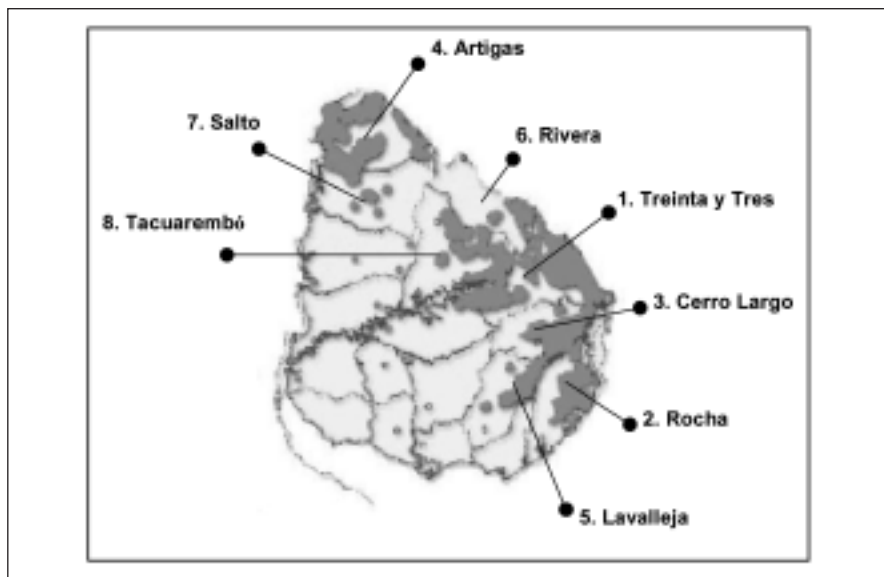 4. Artigas
7. Salto
6. Rivera
1. Treinta y Tres
8. Tacuarembó
3. Cerro Largo
2. Rocha
5. Lavalleja